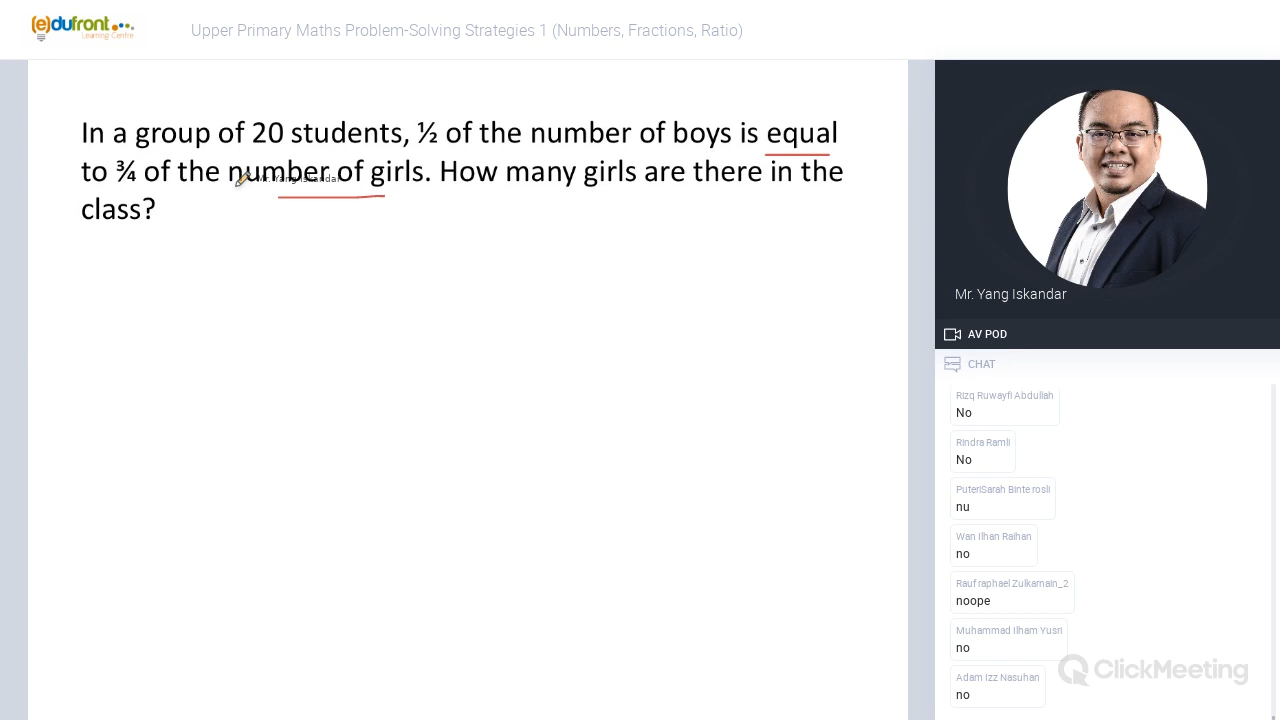 (e)dufront
Learning Centre
Upper Primary Maths Problem-Solving Strategies 1 (Numbers, Fractions, Ratio)
In a group of 20 students, ½ of the number of boys is equal
to ¾ of the number of girls. How many girls are there in the
class?
Mr. Yang Iskandar
Mr. Yang Iskandar
AV POD
CHAT
Rizq Ruwayfi Abdullah
No
Rindra Ramli
No
PuteriSarah Binte rosli
nu
Wan Ilhan Raihan
no
Rauf raphael Zulkarnain_2
noope
Muhammad Ilham Yusri
no
Adam Izz Nasuhan
no
ClickMeeting